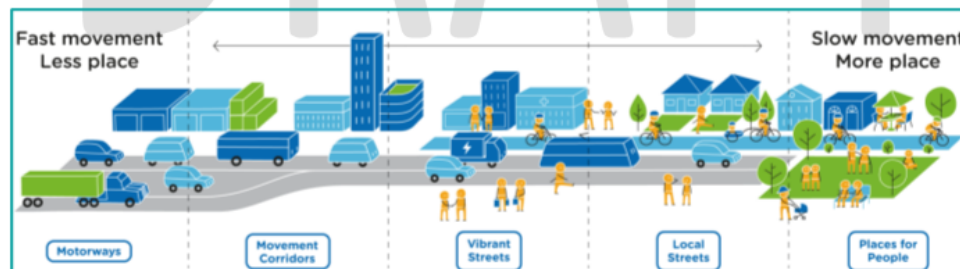 Fast movement
Less place
Slow movement
More place
Motorways
Movement
Corridors
Vibrant
Streets
Local
Streets
Places for
People